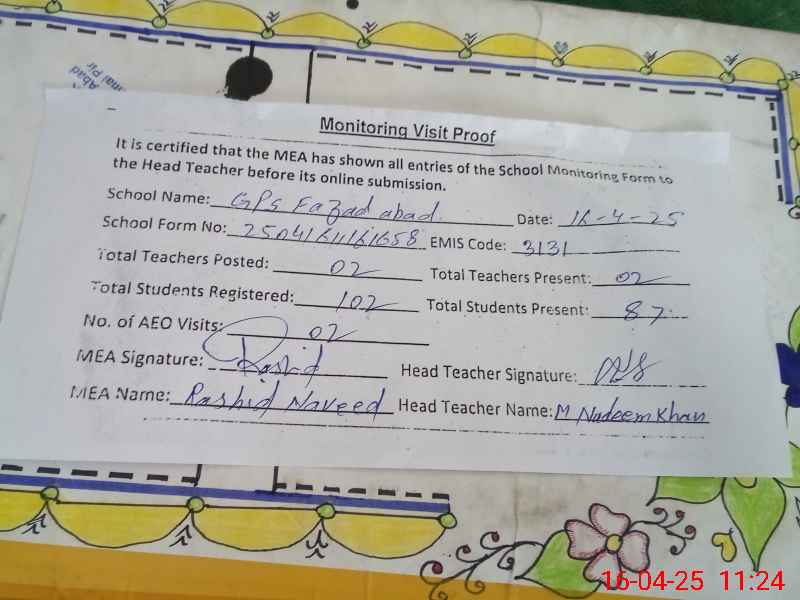 Monitoring Visit Proof
It is certified that the MEA has shown all entries of the School Monitoring Form to
the Head Teacher before its online submission.
School Name: GPS Fazad abad Date: 16-4-25
School Form No: 25041611161658 EMIS Code: 3131
Total Teachers Posted: 02 Total Teachers Present: 02
Total Students Registered: 102 Total Students Present: 87
No. of AEO Visits: 02
MEA Signature: Rashid Head Teacher Signature:
MEA Name: Rashid Naveed Head Teacher Name: M Nadeem Khan
16-04-25 11:24